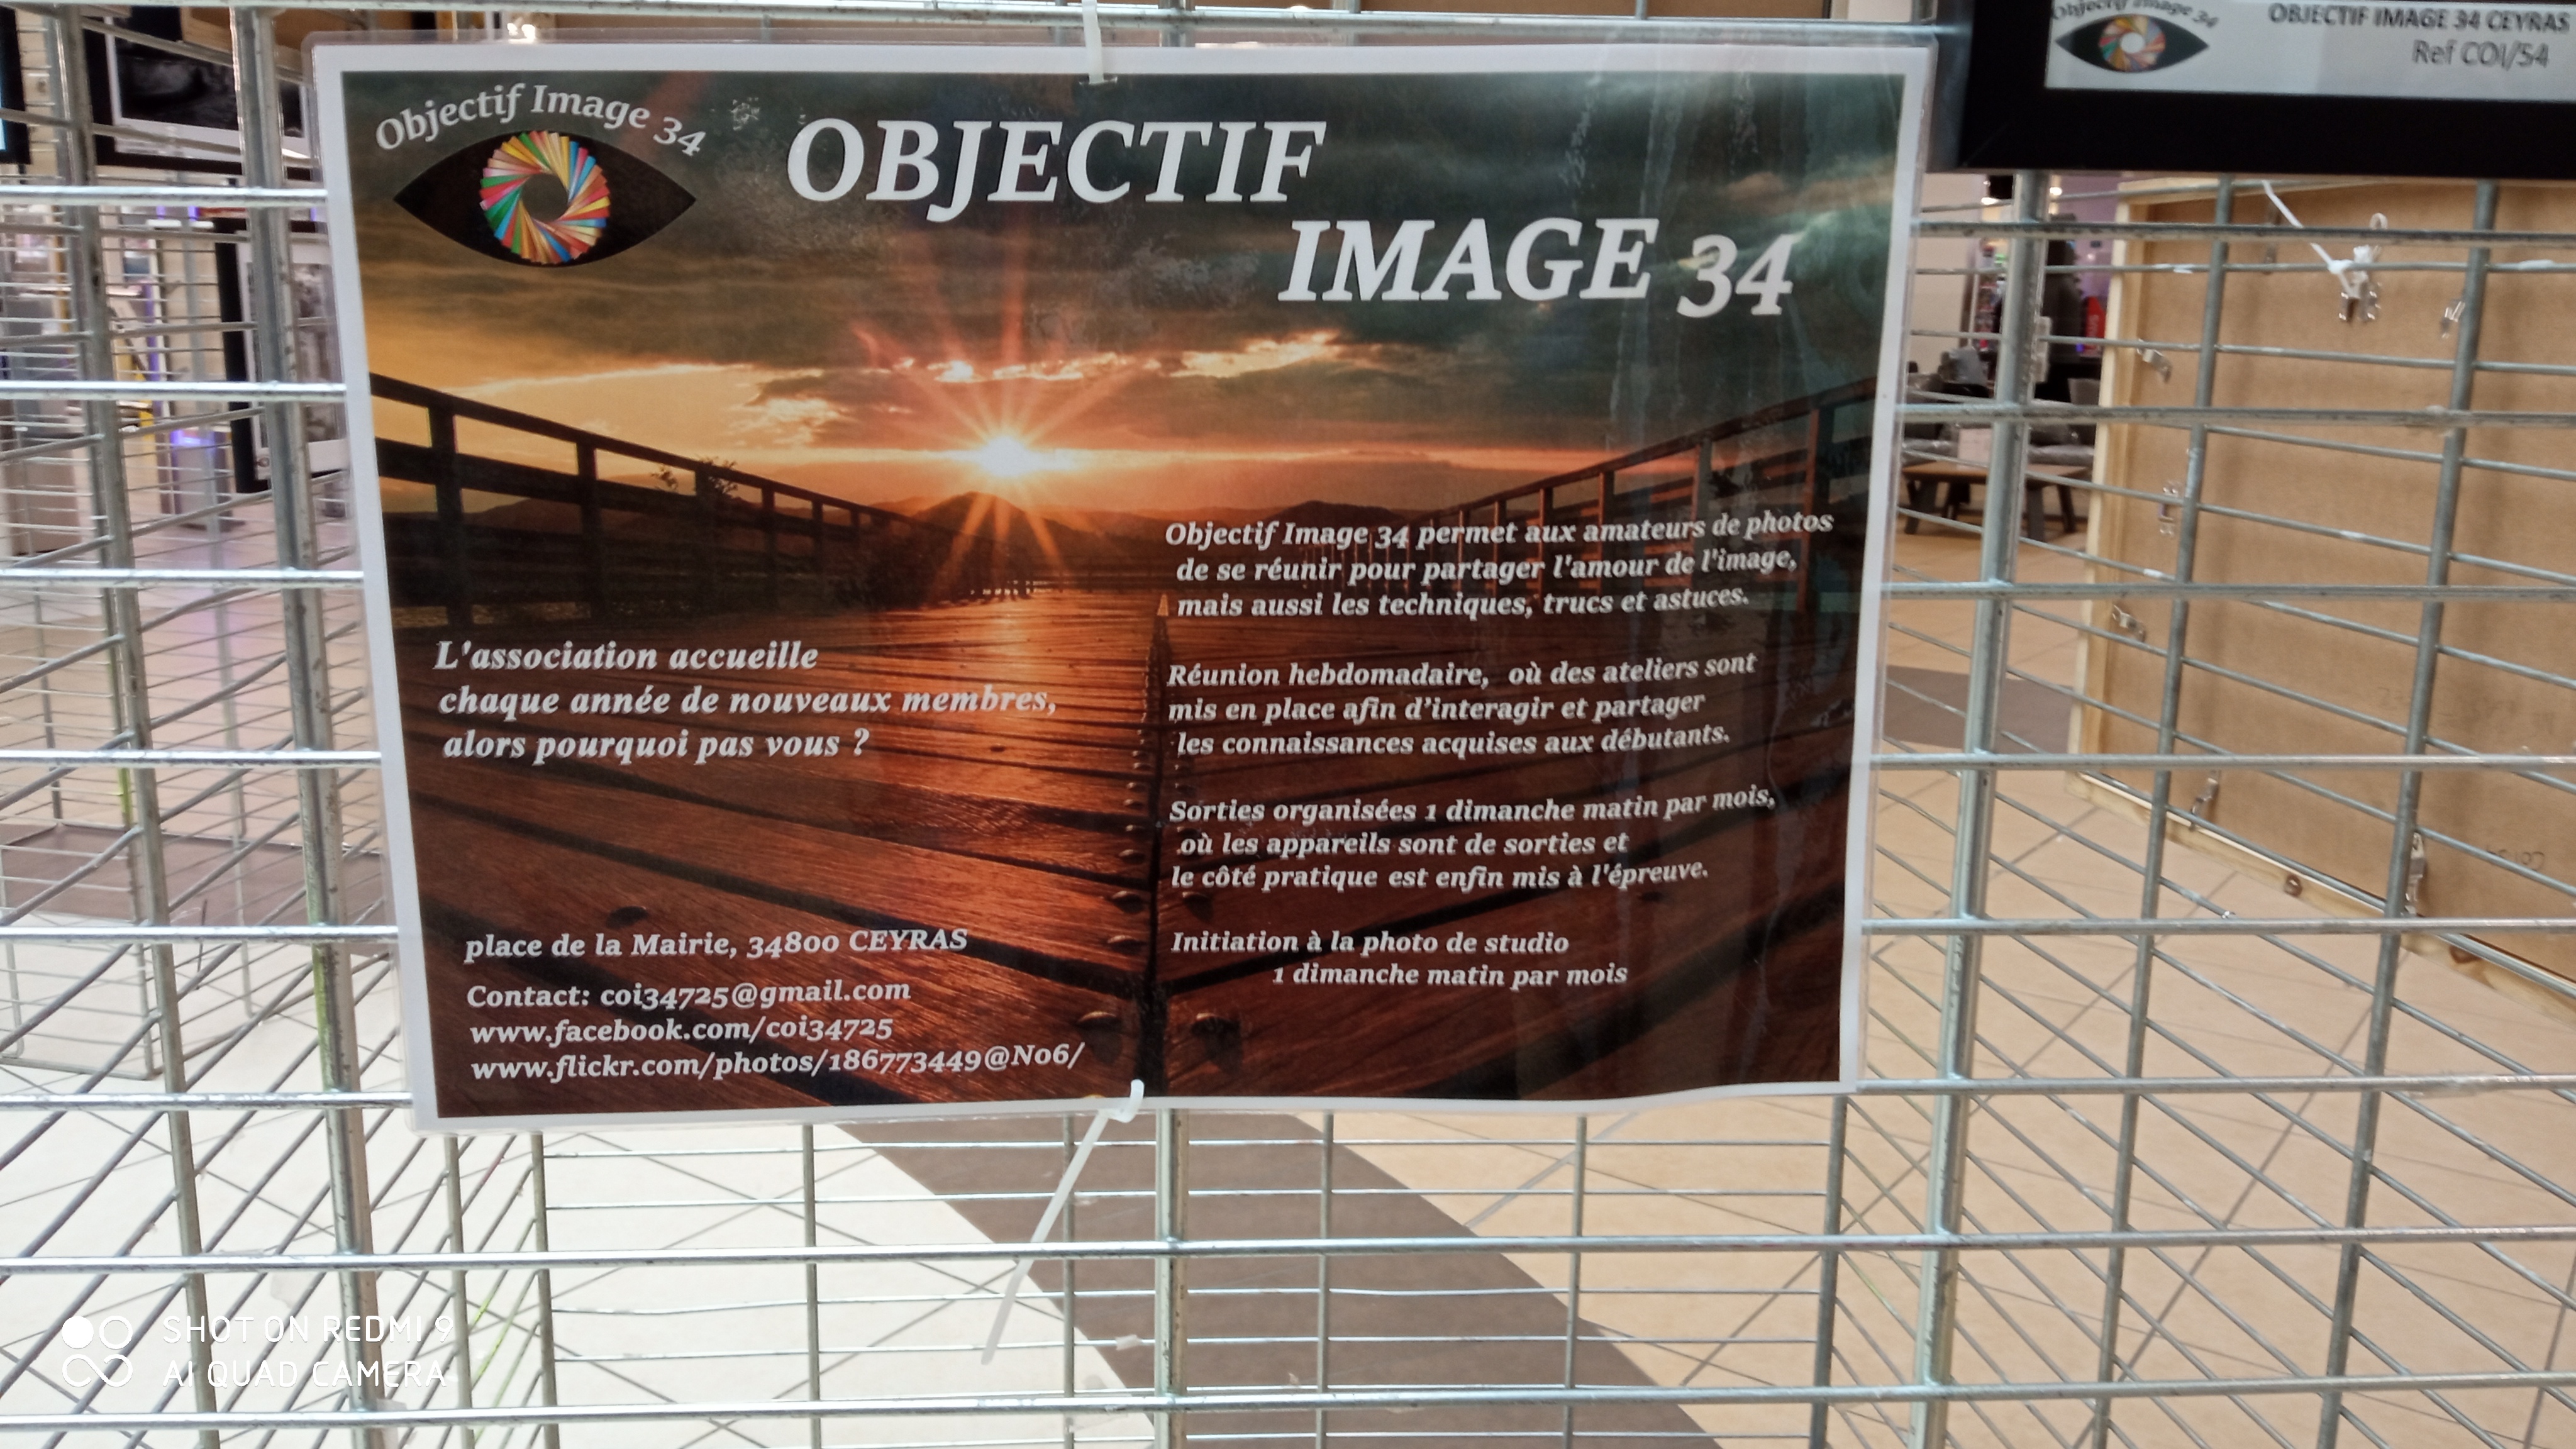 Objectif Image 34
OBJECTIF
IMAGE 34
Objectif Image 34 permet aux amateurs de photos
de se réunir pour partager l'amour de l'image,
mais aussi les techniques, trucs et astuces.
Réunion hebdomadaire, où des ateliers sont
mis en place afin d'interagir et partager
les connaissances acquises aux débutants.
Sorties organisées 1 dimanche matin par mois,
où les appareils sont de sorties et
le côté pratique est enfin mis à l'épreuve.
Initiation à la photo de studio
1 dimanche matin par mois
L'association accueille
chaque année de nouveaux membres,
alors pourquoi pas vous ?
place de la Mairie, 34800 CEYRAS
Contact: coi34725@gmail.com
www.facebook.com/coi34725
www.flickr.com/photos/186773449@N06/
Objectif Image 34
OBJECTIF IMAGE 34 CEYRAS
Ref COI/54
SHOT ON REDMI 9
AI QUAD CAMERA